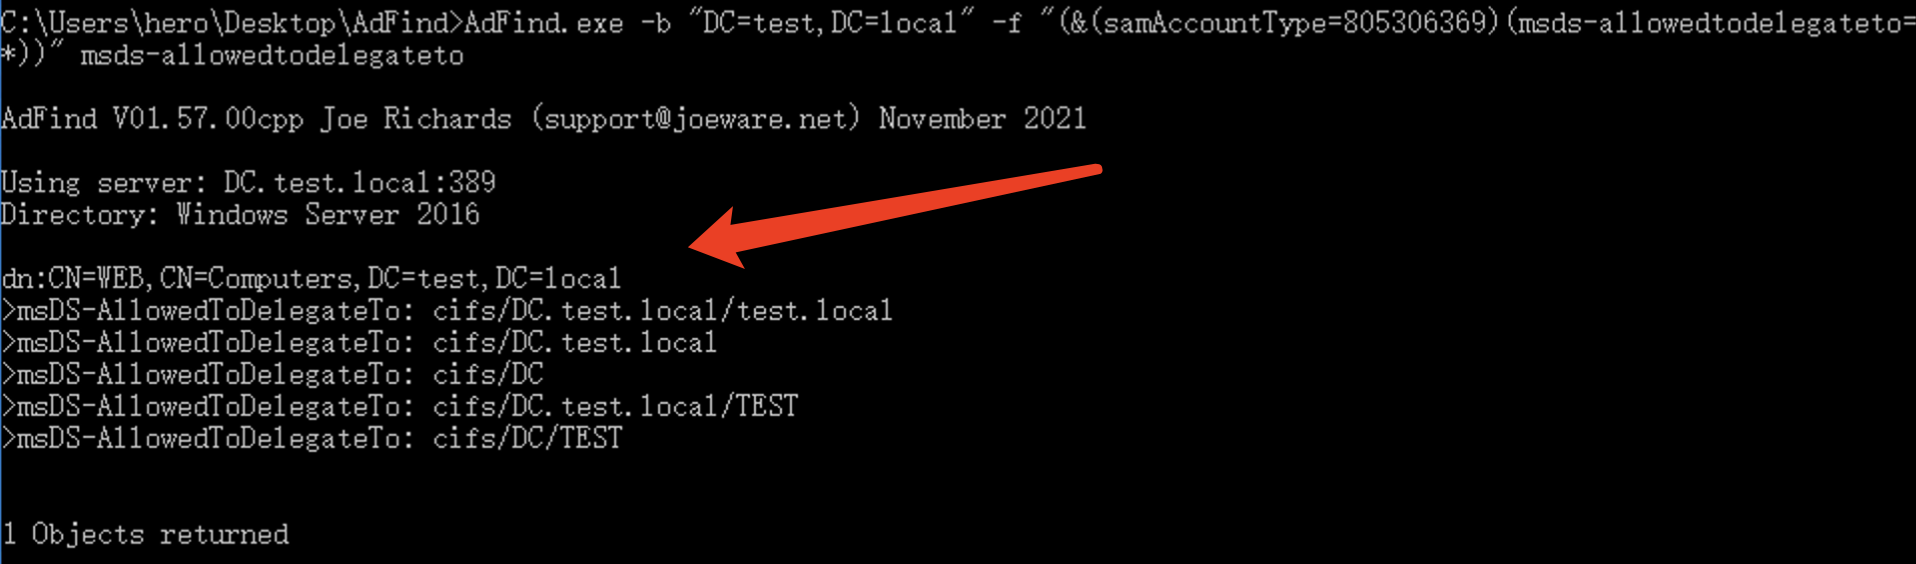 C:\Users\hero\Desktop\AdFind>AdFind.exe -b "DC=test,DC=local" -f "(&(samAccountType=805306369)(msds-allowedtodelegateto=
*))" msds-allowedtodelegateto
AdFind V01.57.00cpp Joe Richards (support@joeware.net) November 2021
Using server: DC.test.local:389
Directory: Windows Server 2016
dn:CN=WEB,CN=Computers,DC=test,DC=local
>msDS-AllowedToDelegateTo: cifs/DC.test.local/test.local
>msDS-AllowedToDelegateTo: cifs/DC.test.local
>msDS-AllowedToDelegateTo: cifs/DC
>msDS-AllowedToDelegateTo: cifs/DC.test.local/TEST
>msDS-AllowedToDelegateTo: cifs/DC/TEST
1 Objects returned